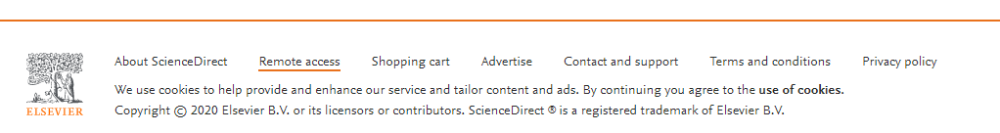 About ScienceDirect Remote access Shopping cart Advertise Contact and support Terms and conditions Privacy policy
We use cookies to help provide and enhance our service and tailor content and ads. By continuing you agree to the use of cookies.
Copyright © 2020 Elsevier B.V. or its licensors or contributors. ScienceDirect ® is a registered trademark of Elsevier B.V.
ELSEVIER